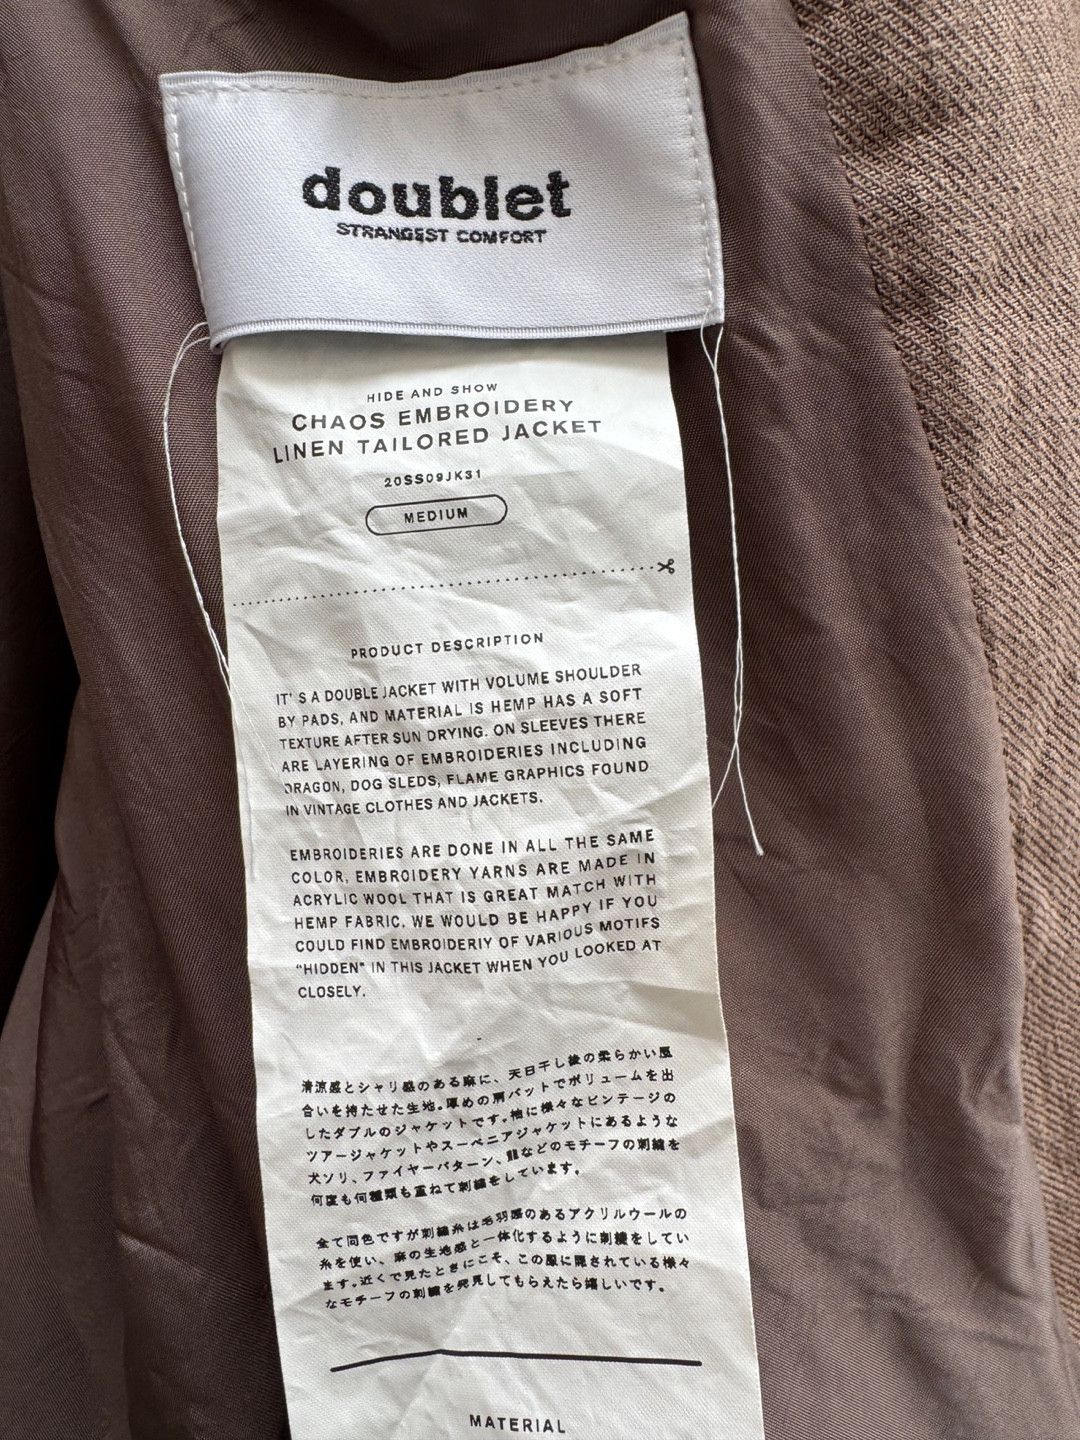 doublet
STRANGEST COMFORT
HIDE AND SHOW
CHAOS EMBROIDERY
LINEN TAILORED JACKET
20SS09JK31
MEDIUM
PRODUCT DESCRIPTION
IT' S A DOUBLE JACKET WITH VOLUME SHOULDER
BY PADS, AND MATERIAL IS HEMP HAS A SOFT
TEXTURE AFTER SUN DRYING. ON SLEEVES THERE
ARE LAYERING OF EMBROIDERIES INCLUDING
DRAGON, DOG SLEDS, FLAME GRAPHICS FOUND
IN VINTAGE CLOTHES AND JACKETS.
EMBROIDERIES ARE DONE IN ALL THE SAME
COLOR, EMBROIDERY YARNS ARE MADE IN
ACRYLIC WOOL THAT IS GREAT MATCH WITH
HEMP FABRIC. WE WOULD BE HAPPY IF YOU
COULD FIND EMBROIDERIY OF VARIOUS MOTIFS
"HIDDEN" IN THIS JACKET WHEN YOU LOOKED AT
CLOSELY.
清涼感とシャリ感のある麻に、天日干し後の柔らかい風
合いを持たせた生地。厚めの肩パットでボリュームを出
したダブルのジャケットです。袖に様々なビンテージの
ツアージャケットやスーベニアジャケットにあるような
犬ソリ、ファイヤーパターン、龍などのモチーフの刺繍を
何度も何種類も重ねて刺繍をしています。
全て同色ですが刺繍糸は毛羽感のあるアクリルウールの
糸を使い、麻の生地感と一体化するように刺繍をしてい
ます。近くで見たときにこそ、この服に隠されている様々
なモチーフの刺繍を発見してもらえたら嬉しいです。
MATERIAL